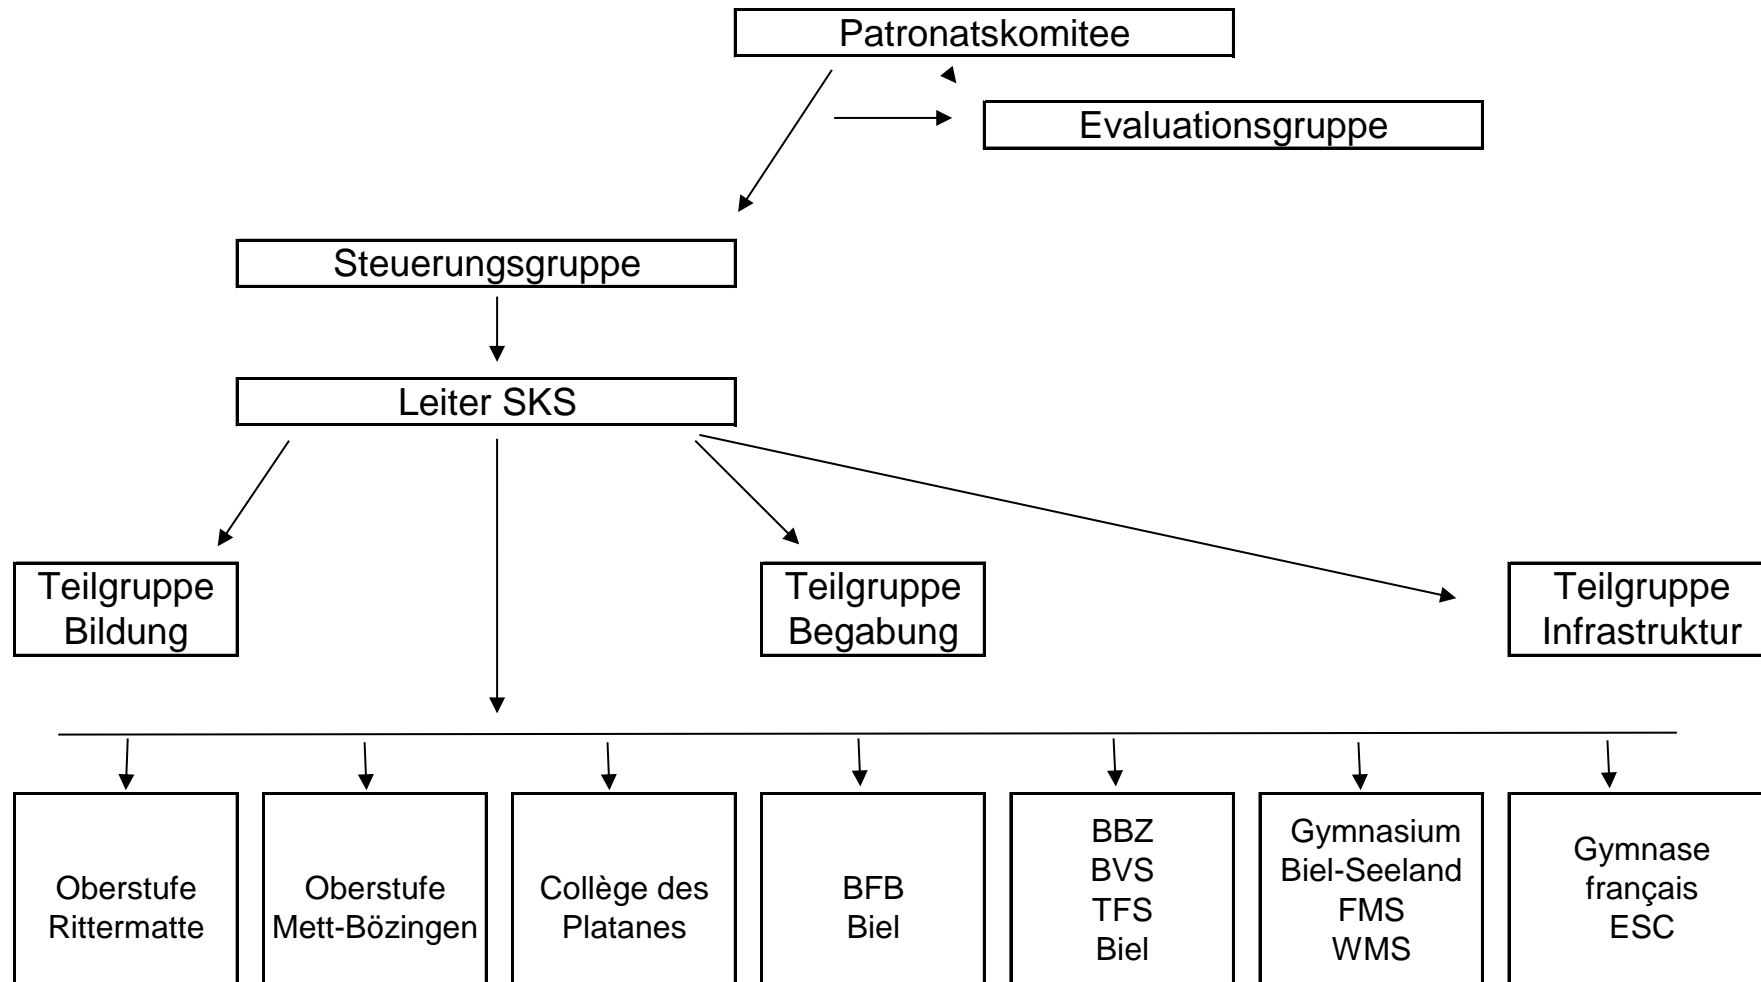 Patronatskomitee
Evaluationsgruppe
Steuerungsgruppe
Leiter SKS
Teilgruppe
Bildung
Teilgruppe
Begabung
Teilgruppe
Infrastruktur
Oberstufe
Rittermatte
Oberstufe
Mett-Bözingen
Collège des
Platanes
BFB
Biel
BBZ
BVS
TFS
Biel
Gymnasium
Biel-Seeland
FMS
WMS
Gymnase
français
ESC